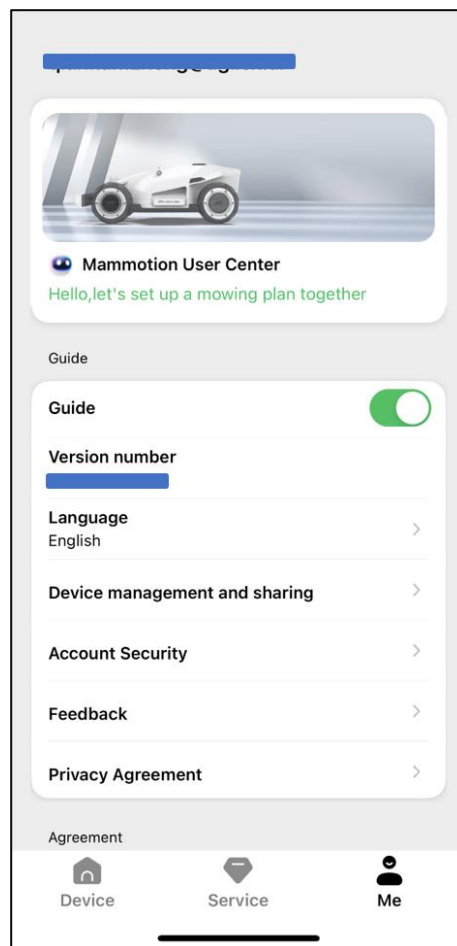 Mammotion User Center
Hello,let's set up a mowing plan together
Guide
Guide
Version number
Language
English
Device management and sharing
Account Security
Feedback
Privacy Agreement
Agreement
Device
Service
Me